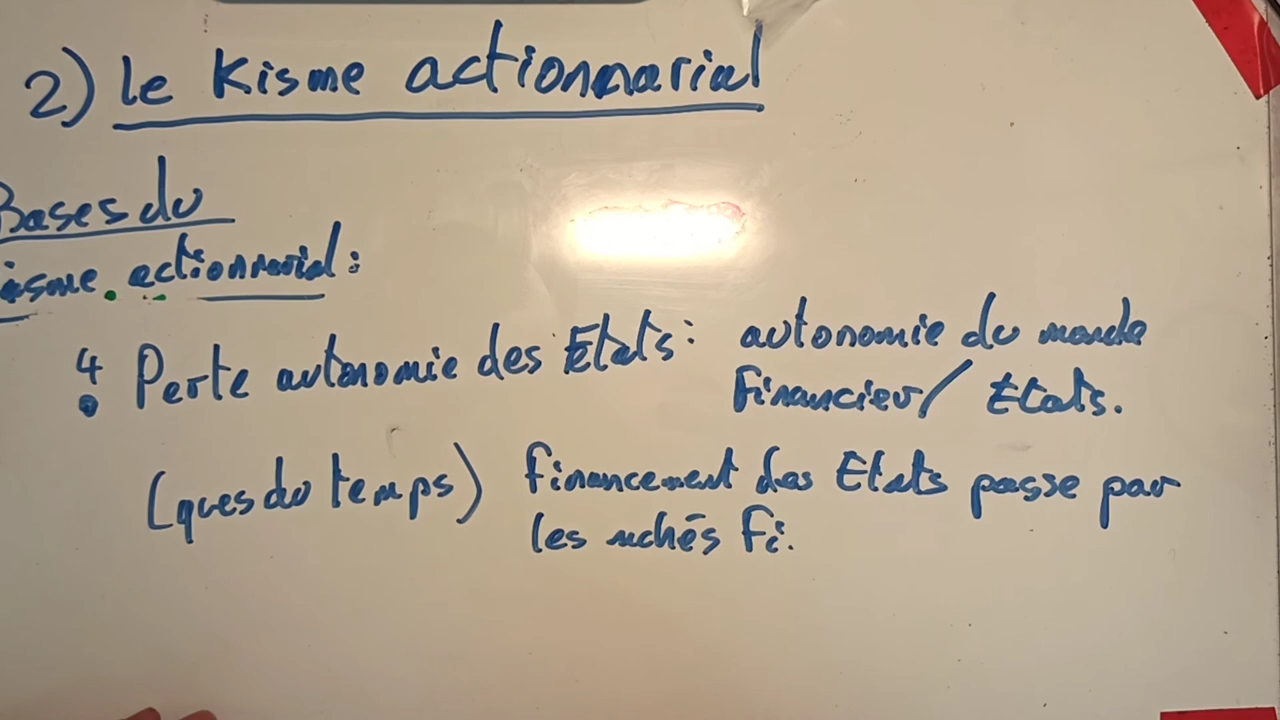 2) le Kisme actionnarial
Bases du
isme actionnarial :
4 Perte autonomie des Etats : autonomie du monde
financier/ Etats.
(ques du temps) financement des Etats passe par
les mchés fi.